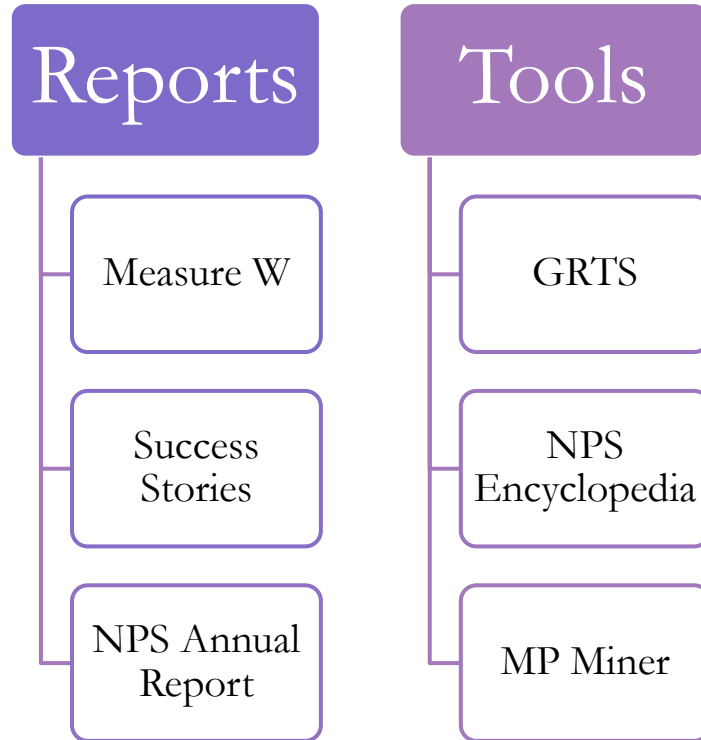 Reports
Measure W
Success
Stories
NPS Annual
Report
Tools
GRTS
NPS
Encyclopedia
MP Miner